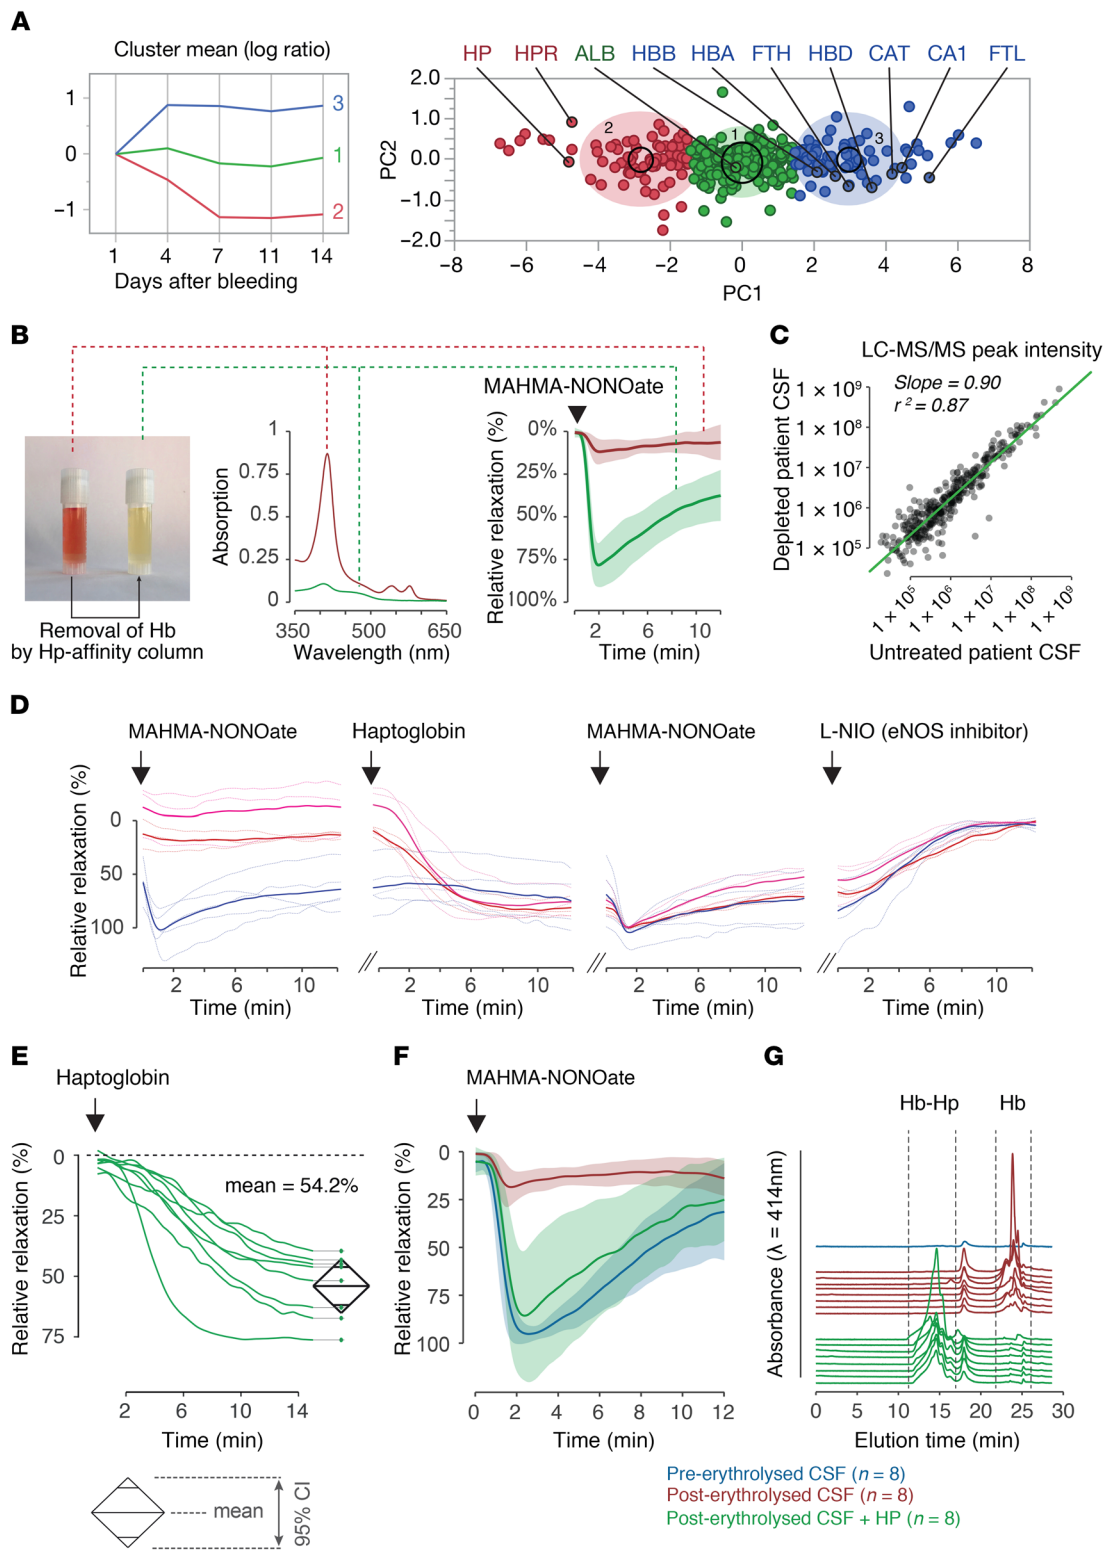 A
Cluster mean (log ratio)
1
0
−1
3
1
2
1 4 7 11 14
Days after bleeding
HP HPR ALB HBB HBA FTH HBD CAT CA1 FTL
2.0
1.0
0.0
−1.0
−2.0
PC2
2 1 3
−8 −6 −4 −2 0 2 4 6 8
PC1
B
Removal of Hb
by Hp-affinity column
Absorption
1
0.75
0.5
0.25
0
350 500 650
Wavelength (nm)
MAHMA-NONOate
Relative relaxation (%)
0%
25%
50%
75%
100%
2 6 10
Time (min)
C
LC-MS/MS peak intensity
Slope = 0.90
r² = 0.87
Depleted patient CSF
1 × 10⁹
1 × 10⁸
1 × 10⁷
1 × 10⁶
1 × 10⁵
1 × 10⁵ 1 × 10⁶ 1 × 10⁷ 1 × 10⁸ 1 × 10⁹
Untreated patient CSF
D
MAHMA-NONOate Haptoglobin MAHMA-NONOate L-NIO (eNOS inhibitor)
Relative relaxation (%)
0
50
100
2 6 10 2 6 10 2 6 10 2 6 10
Time (min) Time (min) Time (min) Time (min)
E
Haptoglobin
Relative relaxation (%)
0
25
50
75
mean = 54.2%
2 6 10 14
Time (min)
mean
95% CI
F
MAHMA-NONOate
Relative relaxation (%)
0
25
50
75
100
0 2 4 6 8 10 12
Time (min)
G
Hb-Hp Hb
Absorbance (λ = 414nm)
0 5 10 15 20 25 30
Elution time (min)
Pre-erythrolysed CSF (n = 8)
Post-erythrolysed CSF (n = 8)
Post-erythrolysed CSF + HP (n = 8)